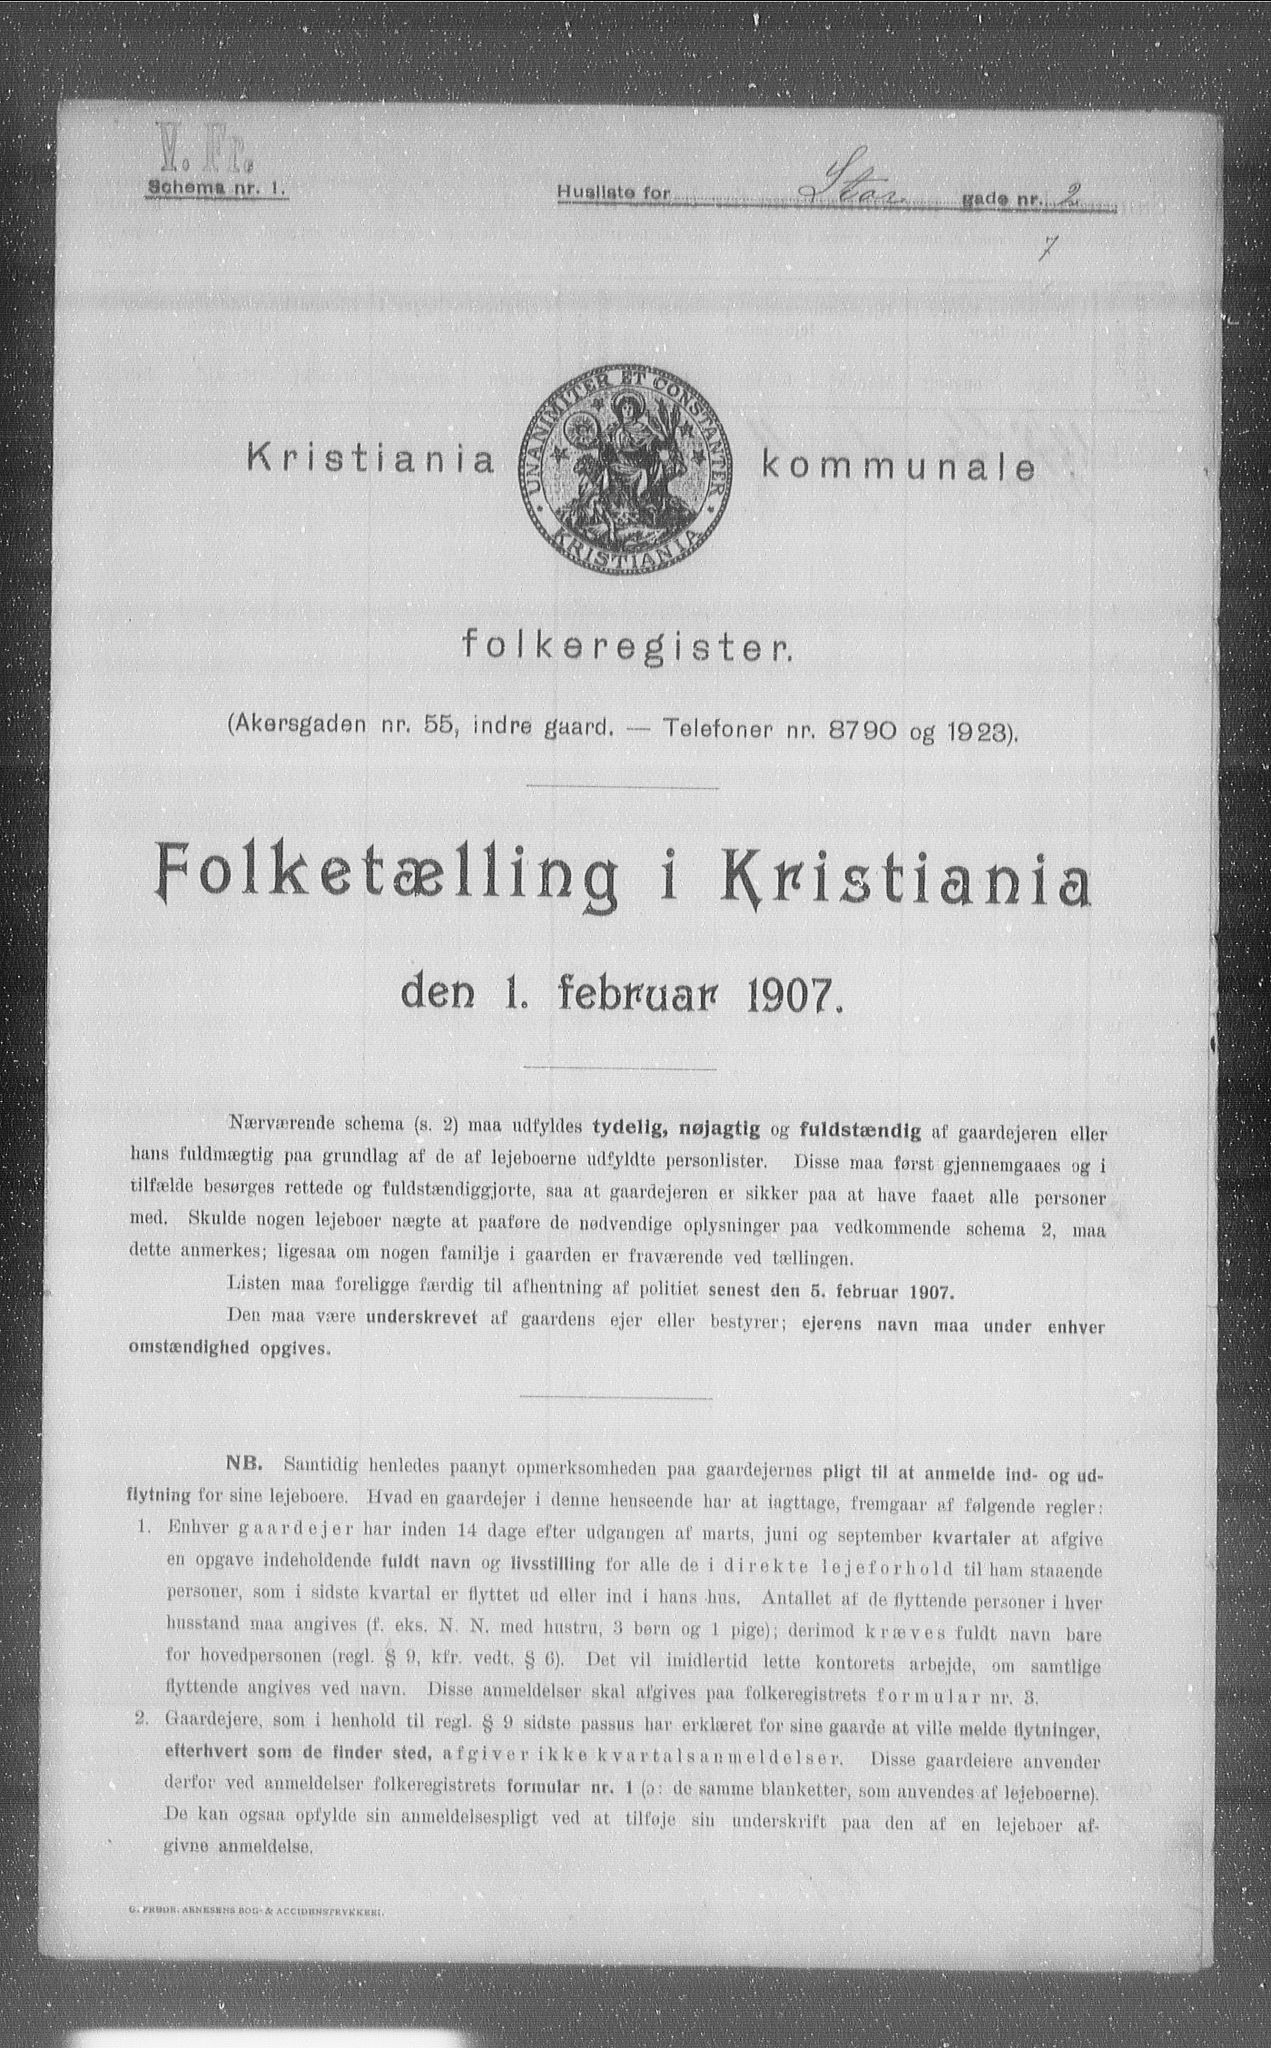 V. Fr.
Schema nr. 1.
Husliste for Stor gade nr. 2
7
Kristiania kommunale
UNANIMITER ET CONSTANTER
KRISTIANIA
folkeregister.
(Akersgaden nr. 55, indre gaard. — Telefoner nr. 8790 og 1923).
Folketælling i Kristiania
den 1. februar 1907.
Nærværende schema (s. 2) maa udfyldes tydelig, nøjagtig og fuldstændig af gaardejeren eller
hans fuldmægtig paa grundlag af de af lejeboerne udfyldte personlister. Disse maa først gjennemgaaes og i
tilfælde besørges rettede og fuldstændiggjorte, saa at gaardejeren er sikker paa at have faaet alle personer
med. Skulde nogen lejeboer nægte at paaføre de nødvendige oplysninger paa vedkommende schema 2, maa
dette anmerkes; ligesaa om nogen familje i gaarden er fraværende ved tællingen.
Listen maa foreligge færdig til afhentning af politiet senest den 5. februar 1907.
Den maa være underskrevet af gaardens ejer eller bestyrer; ejerens navn maa under enhver
omstændighed opgives.
NB. Samtidig henledes paanyt opmerksomheden paa gaardejernes pligt til at anmelde ind- og ud-
flytning for sine lejeboere. Hvad en gaardejer i denne henseende har at iagttage, fremgaar af følgende regler:
1. Enhver gaardejer har inden 14 dage efter udgangen af marts, juni og september kvartaler at afgive
en opgave indeholdende fuldt navn og livsstilling for alle de i direkte lejeforhold til ham staaende
personer, som i sidste kvartal er flyttet ud eller ind i hans hus. Antallet af de flyttende personer i hver
husstand maa angives (f. eks. N. N. med hustru, 3 børn og 1 pige); derimod kræves fuldt navn bare
for hovedpersonen (regl. § 9, kfr. vedt. § 6). Det vil imidlertid lette kontorets arbejde, om samtlige
flyttende angives ved navn. Disse anmeldelser skal afgives paa folkeregistrets formular nr. 3.
2. Gaardejere, som i henhold til regl. § 9 sidste passus har erklæret for sine gaarde at ville melde flytninger,
efterhvert som de finder sted, afgiver ikke kvartalsanmeldelser. Disse gaardeiere anvender
derfor ved anmeldelser folkeregistrets formular nr. 1 (ɔ: de samme blanketter, som anvendes af lejeboerne).
De kan ogsaa opfylde sin anmeldelsespligt ved at tilføje sin underskrift paa den af en lejeboer af-
givne anmeldelse.
G. FREDR. ARNESENS BOG- & ACCIDENSTRYKKERI.